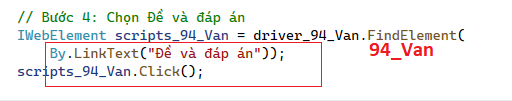 // Bước 4: Chọn Đề và đáp án
IWebElement scripts_94_Van = driver_94_Van.FindElement(
By.LinkText("Đề và đáp án"));
94_Van
scripts_94_Van.Click();